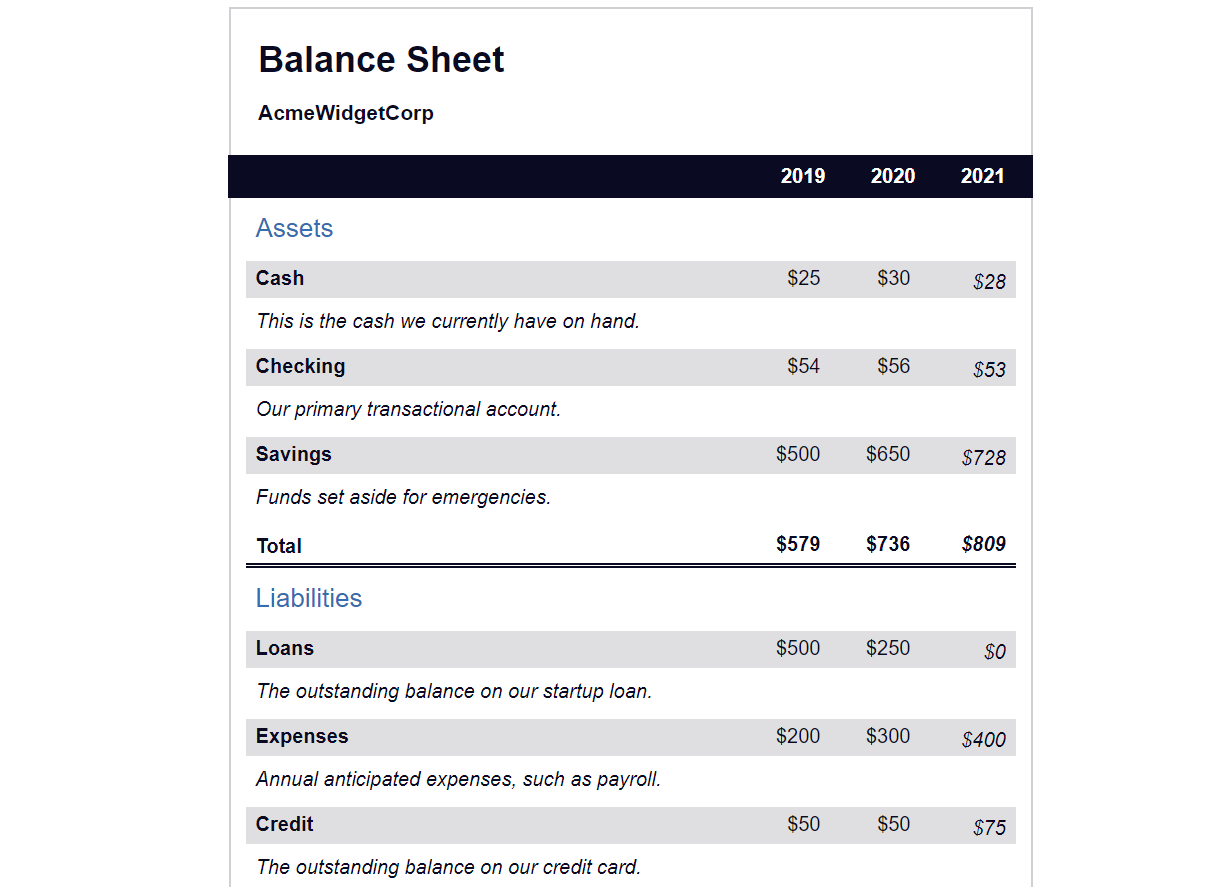 Balance Sheet
AcmeWidgetCorp
2019 2020 2021
Assets
Cash $25 $30 $28
This is the cash we currently have on hand.
Checking $54 $56 $53
Our primary transactional account.
Savings $500 $650 $728
Funds set aside for emergencies.
Total $579 $736 $809
Liabilities
Loans $500 $250 $0
The outstanding balance on our startup loan.
Expenses $200 $300 $400
Annual anticipated expenses, such as payroll.
Credit $50 $50 $75
The outstanding balance on our credit card.